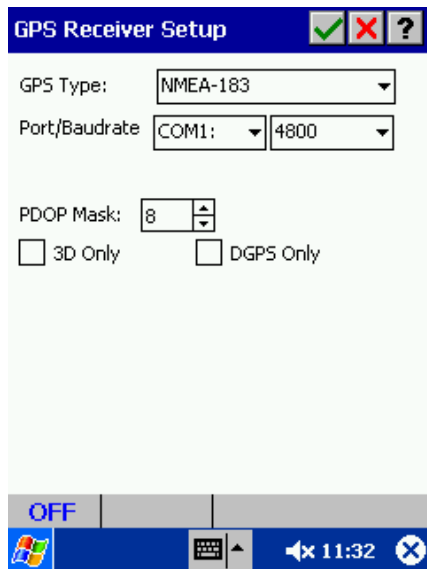 GPS Receiver Setup ?
GPS Type: NMEA-183
Port/Baudrate COM1: 4800
PDOP Mask: 8
3D Only DGPS Only
OFF
11:32